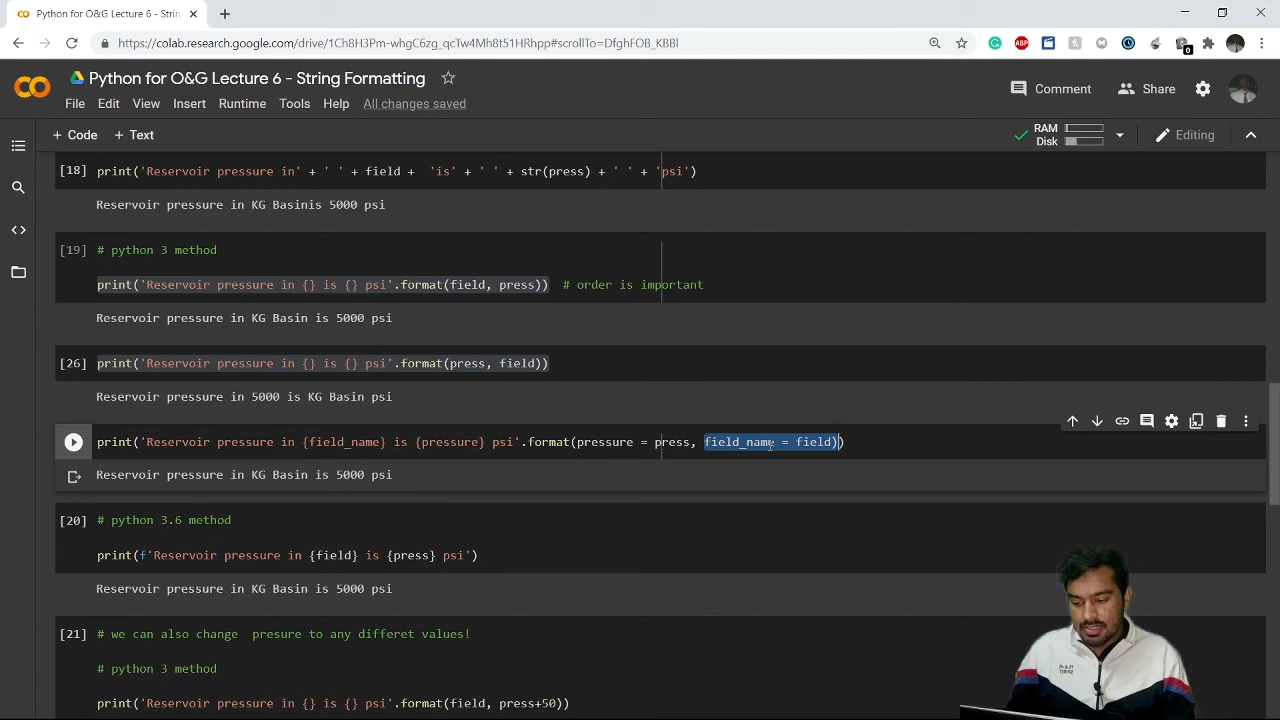 Python for O&G Lecture 6 - Strin
https://colab.research.google.com/drive/1Ch8H2Pm-whgC6zg_qcTw4Mh8t51HRhpp#scrollTo=DfghFOB_KBBl
Python for O&G Lecture 6 - String Formatting
File Edit View Insert Runtime Tools Help All changes saved
Comment Share
+ Code + Text
RAM
Disk
Editing
[18] print('Reservoir pressure in' + ' ' + field + 'is' + ' ' + str(press) + ' ' + 'psi')
Reservoir pressure in KG Basinis 5000 psi
[19] # python 3 method
print('Reservoir pressure in {} is {} psi'.format(field, press)) # order is important
Reservoir pressure in KG Basin is 5000 psi
[26] print('Reservoir pressure in {} is {} psi'.format(press, field))
Reservoir pressure in 5000 is KG Basin psi
print('Reservoir pressure in {field_name} is {pressure} psi'.format(pressure = press, field_name = field))
Reservoir pressure in KG Basin is 5000 psi
[20] # python 3.6 method
print(f'Reservoir pressure in {field} is {press} psi')
Reservoir pressure in KG Basin is 5000 psi
[21] # we can also change presure to any differet values!
# python 3 method
print('Reservoir pressure in {} is {} psi'.format(field, press+50))